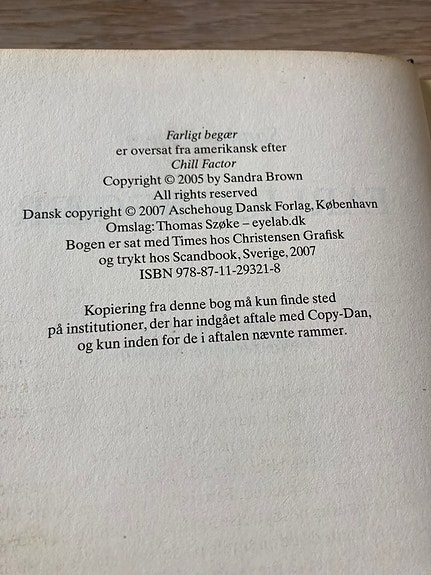 Farligt begær
er oversat fra amerikansk efter
Chill Factor
Copyright © 2005 by Sandra Brown
All rights reserved
Dansk copyright © 2007 Aschehoug Dansk Forlag, København
Omslag: Thomas Szøke – eyelab.dk
Bogen er sat med Times hos Christensen Grafisk
og trykt hos Scandbook, Sverige, 2007
ISBN 978-87-11-29321-8
Kopiering fra denne bog må kun finde sted
på institutioner, der har indgået aftale med Copy-Dan,
og kun inden for de i aftalen nævnte rammer.